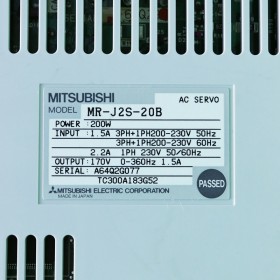 MITSUBISHI AC SERVO
MODEL MR-J2S-20B
POWER : 200W
INPUT : 1.5A 3PH+1PH200-230V 50Hz
3PH+1PH200-230V 60Hz
2.2A 1PH 230V 50/60Hz
OUTPUT: 170V 0-360Hz 1.5A
SERIAL: A64Q2G077
TC300A183G52
PASSED
MITSUBISHI ELECTRIC CORPORATION
MADE IN JAPAN